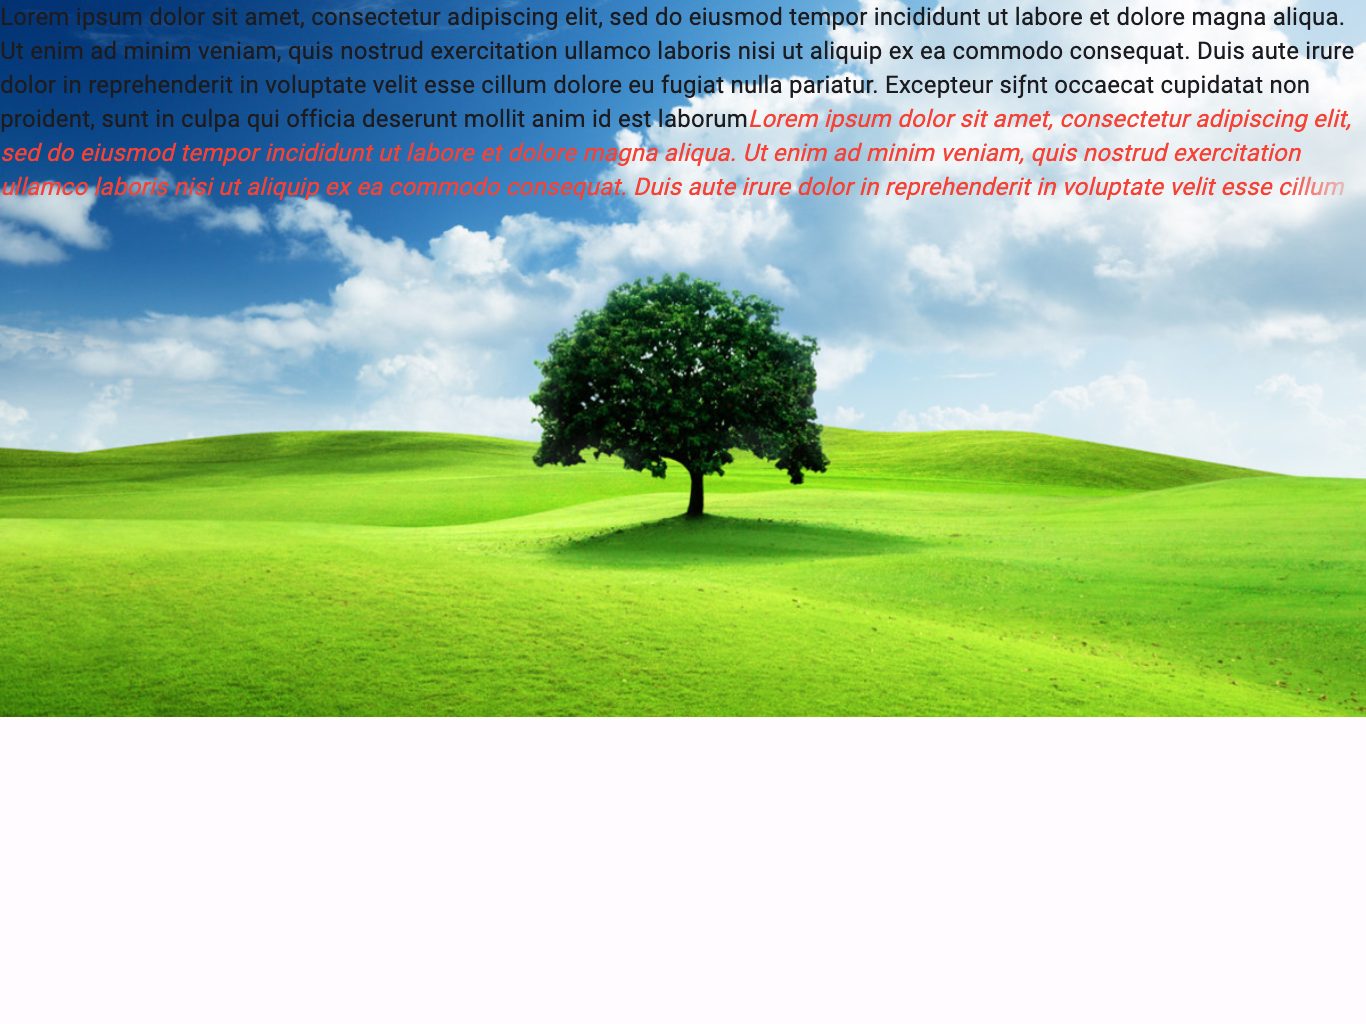 Lorem ipsum dolor sit amet, consectetur adipiscing elit, sed do eiusmod tempor incididunt ut labore et dolore magna aliqua.
Ut enim ad minim veniam, quis nostrud exercitation ullamco laboris nisi ut aliquip ex ea commodo consequat. Duis aute irure
dolor in reprehenderit in voluptate velit esse cillum dolore eu fugiat nulla pariatur. Excepteur siƒnt occaecat cupidatat non
proident, sunt in culpa qui officia deserunt mollit anim id est laborumLorem ipsum dolor sit amet, consectetur adipiscing elit,
sed do eiusmod tempor incididunt ut labore et dolore magna aliqua. Ut enim ad minim veniam, quis nostrud exercitation
ullamco laboris nisi ut aliquip ex ea commodo consequat. Duis aute irure dolor in reprehenderit in voluptate velit esse cillum